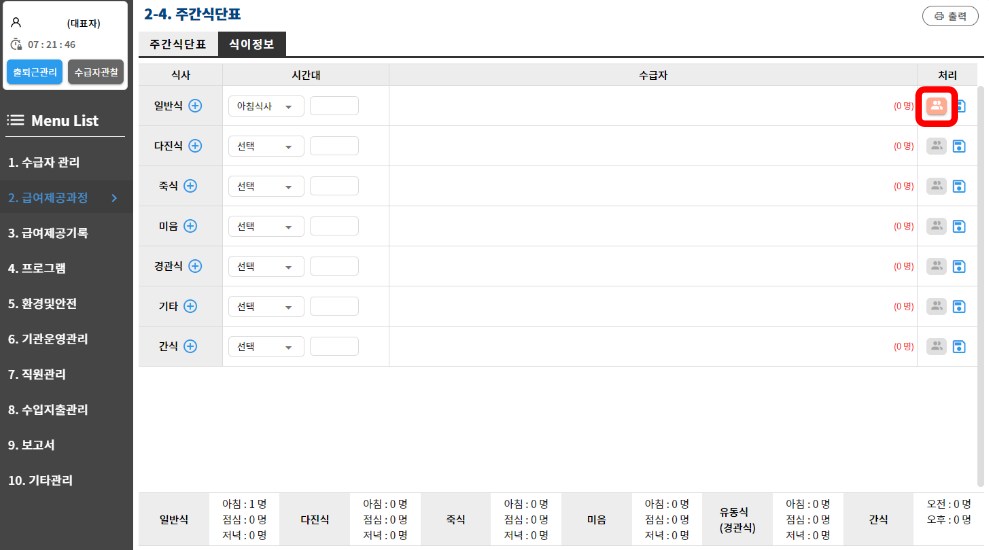 (대표자)
07 : 21 : 46
출퇴근관리
수급자관찰
Menu List
1. 수급자 관리
2. 급여제공과정
3. 급여제공기록
4. 프로그램
5. 환경및안전
6. 기관운영관리
7. 직원관리
8. 수입지출관리
9. 보고서
10. 기타관리
2-4. 주간식단표
출력
주간식단표 식이정보
식사 시간대 수급자 처리
일반식 아침식사 (0 명)
다진식 선택 (0 명)
죽식 선택 (0 명)
미음 선택 (0 명)
경관식 선택 (0 명)
기타 선택 (0 명)
간식 선택 (0 명)
일반식
아침 : 1 명
점심 : 0 명
저녁 : 0 명
다진식
아침 : 0 명
점심 : 0 명
저녁 : 0 명
죽식
아침 : 0 명
점심 : 0 명
저녁 : 0 명
미음
아침 : 0 명
점심 : 0 명
저녁 : 0 명
유동식
(경관식)
아침 : 0 명
점심 : 0 명
저녁 : 0 명
간식
오전 : 0 명
오후 : 0 명